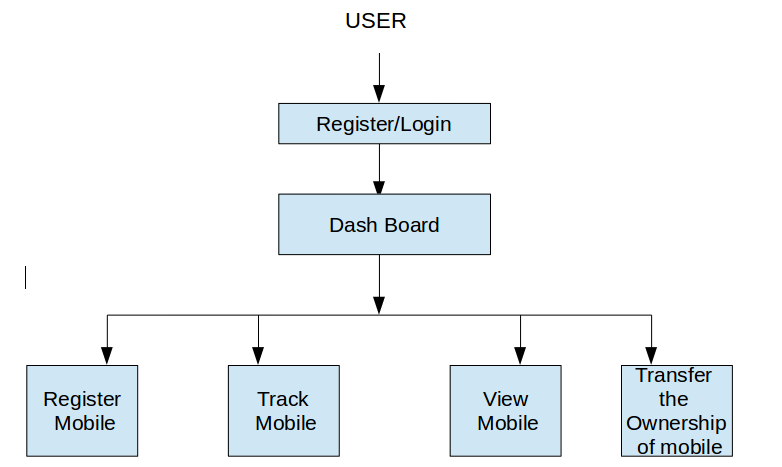 USER
Register/Login
Dash Board
Register
Mobile
Track
Mobile
View
Mobile
Transfer
the
Ownership
of mobile